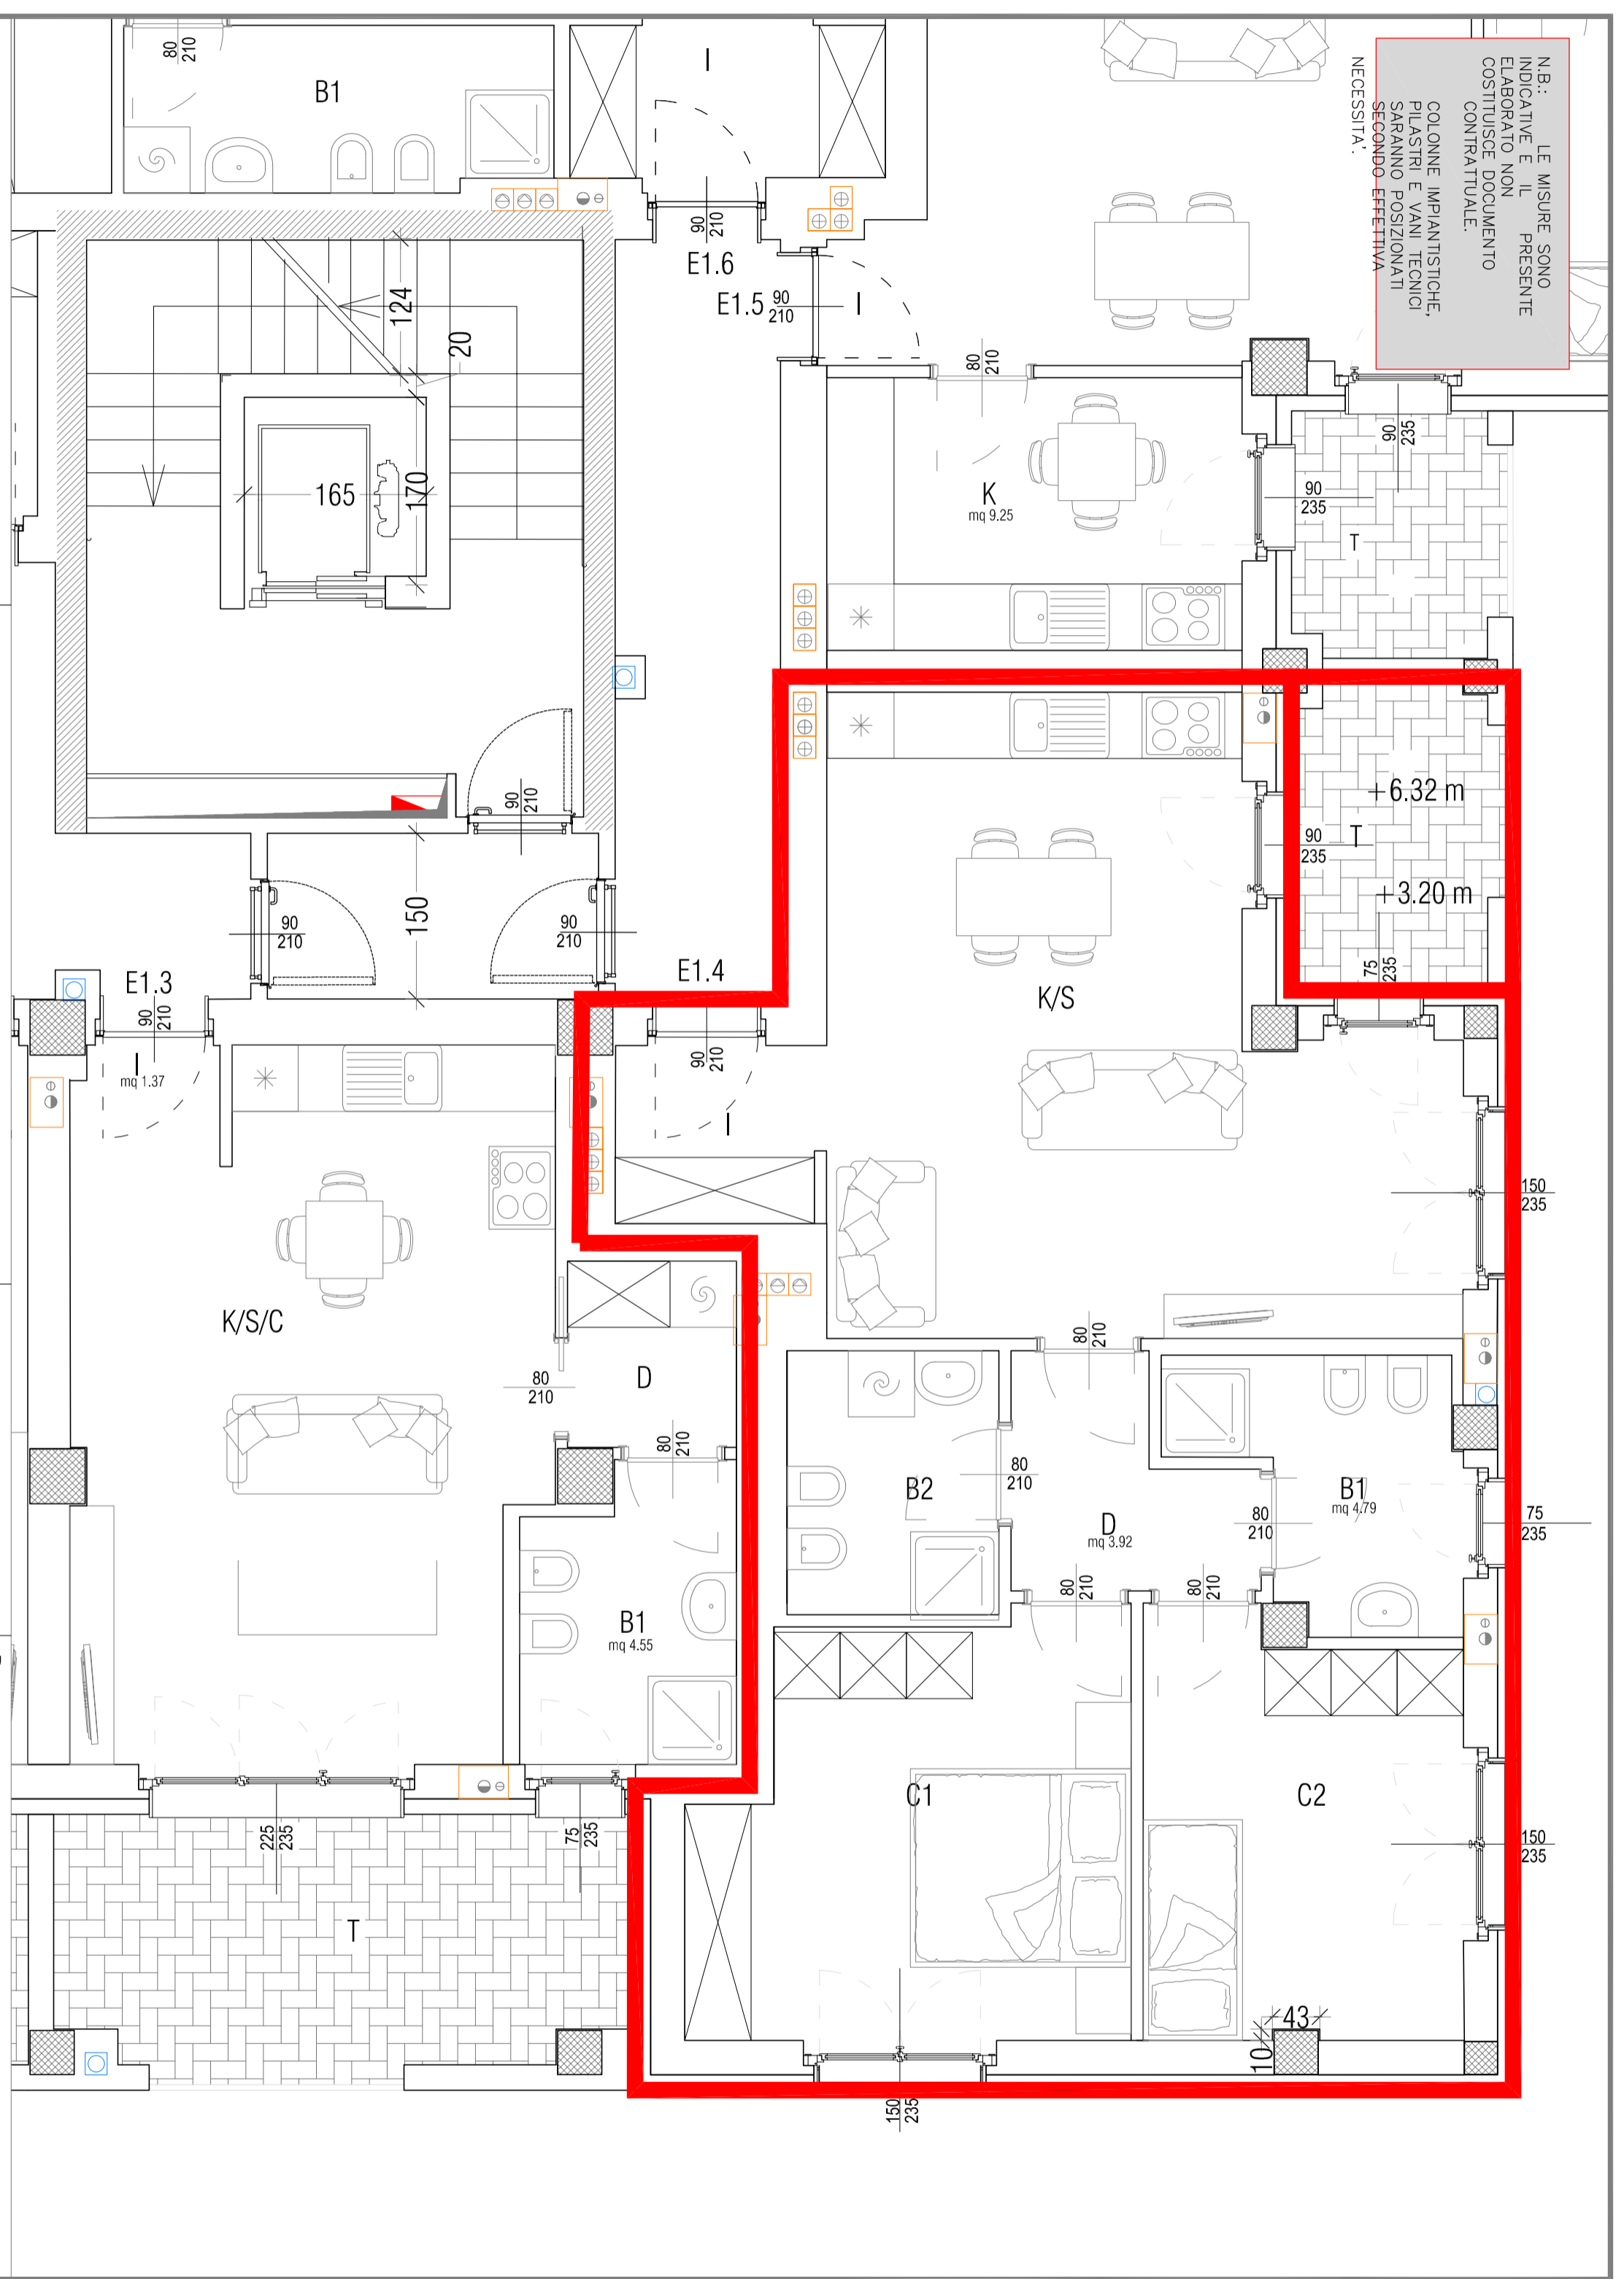 N.B.: LE MISURE SONO
INDICATIVE E IL PRESENTE
ELABORATO NON
COSTITUISCE DOCUMENTO
CONTRATTUALE.
COLONNE IMPIANTISTICHE,
PILASTRI E VANI TECNICI
SARANNO POSIZIONATI
SECONDO EFFETTIVA
NECESSITA'.
80
210
B1
I
90
210
E1.6
E1.5
90
210
I
124
20
165
170
80
210
K
mq 9.25
90
235
90
235
T
+6.32 m
90
235
T
+3.20 m
75
235
90
210
150
90
210
90
210
E1.3
90
210
I
mq 1.37
E1.4
90
210
I
K/S
150
235
K/S/C
80
210
D
80
210
80
210
B2
80
210
D
mq 3.92
80
210
B1
mq 4.79
75
235
80
210
80
210
B1
mq 4.55
C1
C2
150
235
225
235
75
235
T
43
10
150
235